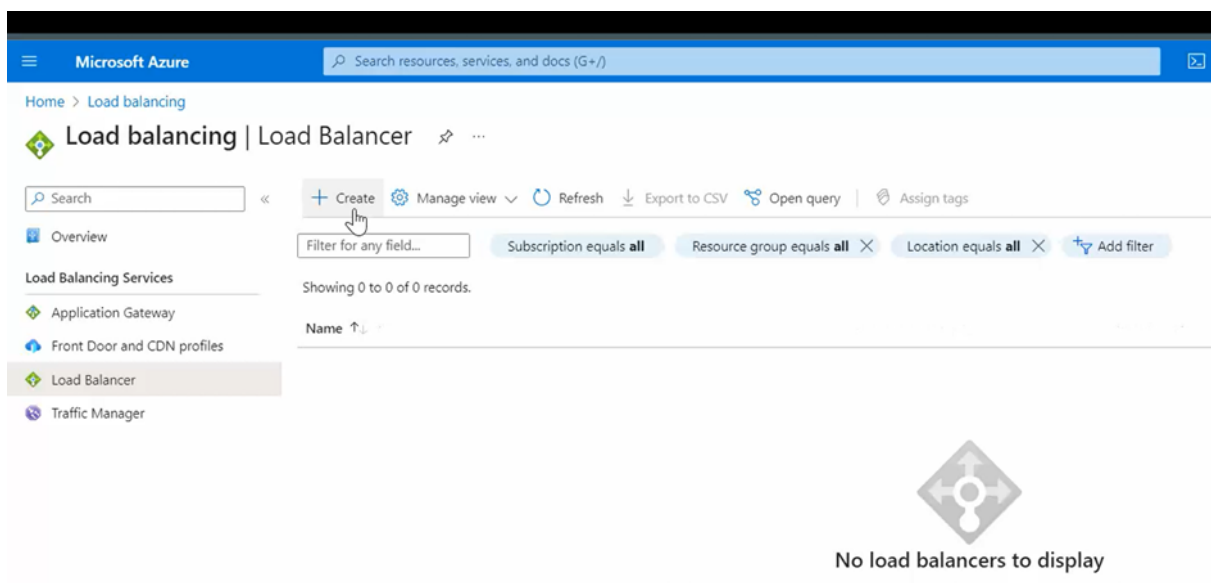 Microsoft Azure
Search resources, services, and docs (G+/)
Home > Load balancing
Load balancing | Load Balancer ...
Search «
+ Create Manage view Refresh Export to CSV Open query Assign tags
Overview
Filter for any field... Subscription equals all Resource group equals all × Location equals all × Add filter
Load Balancing Services
Showing 0 to 0 of 0 records.
Application Gateway
Name ↑↓
Front Door and CDN profiles
Load Balancer
Traffic Manager
No load balancers to display